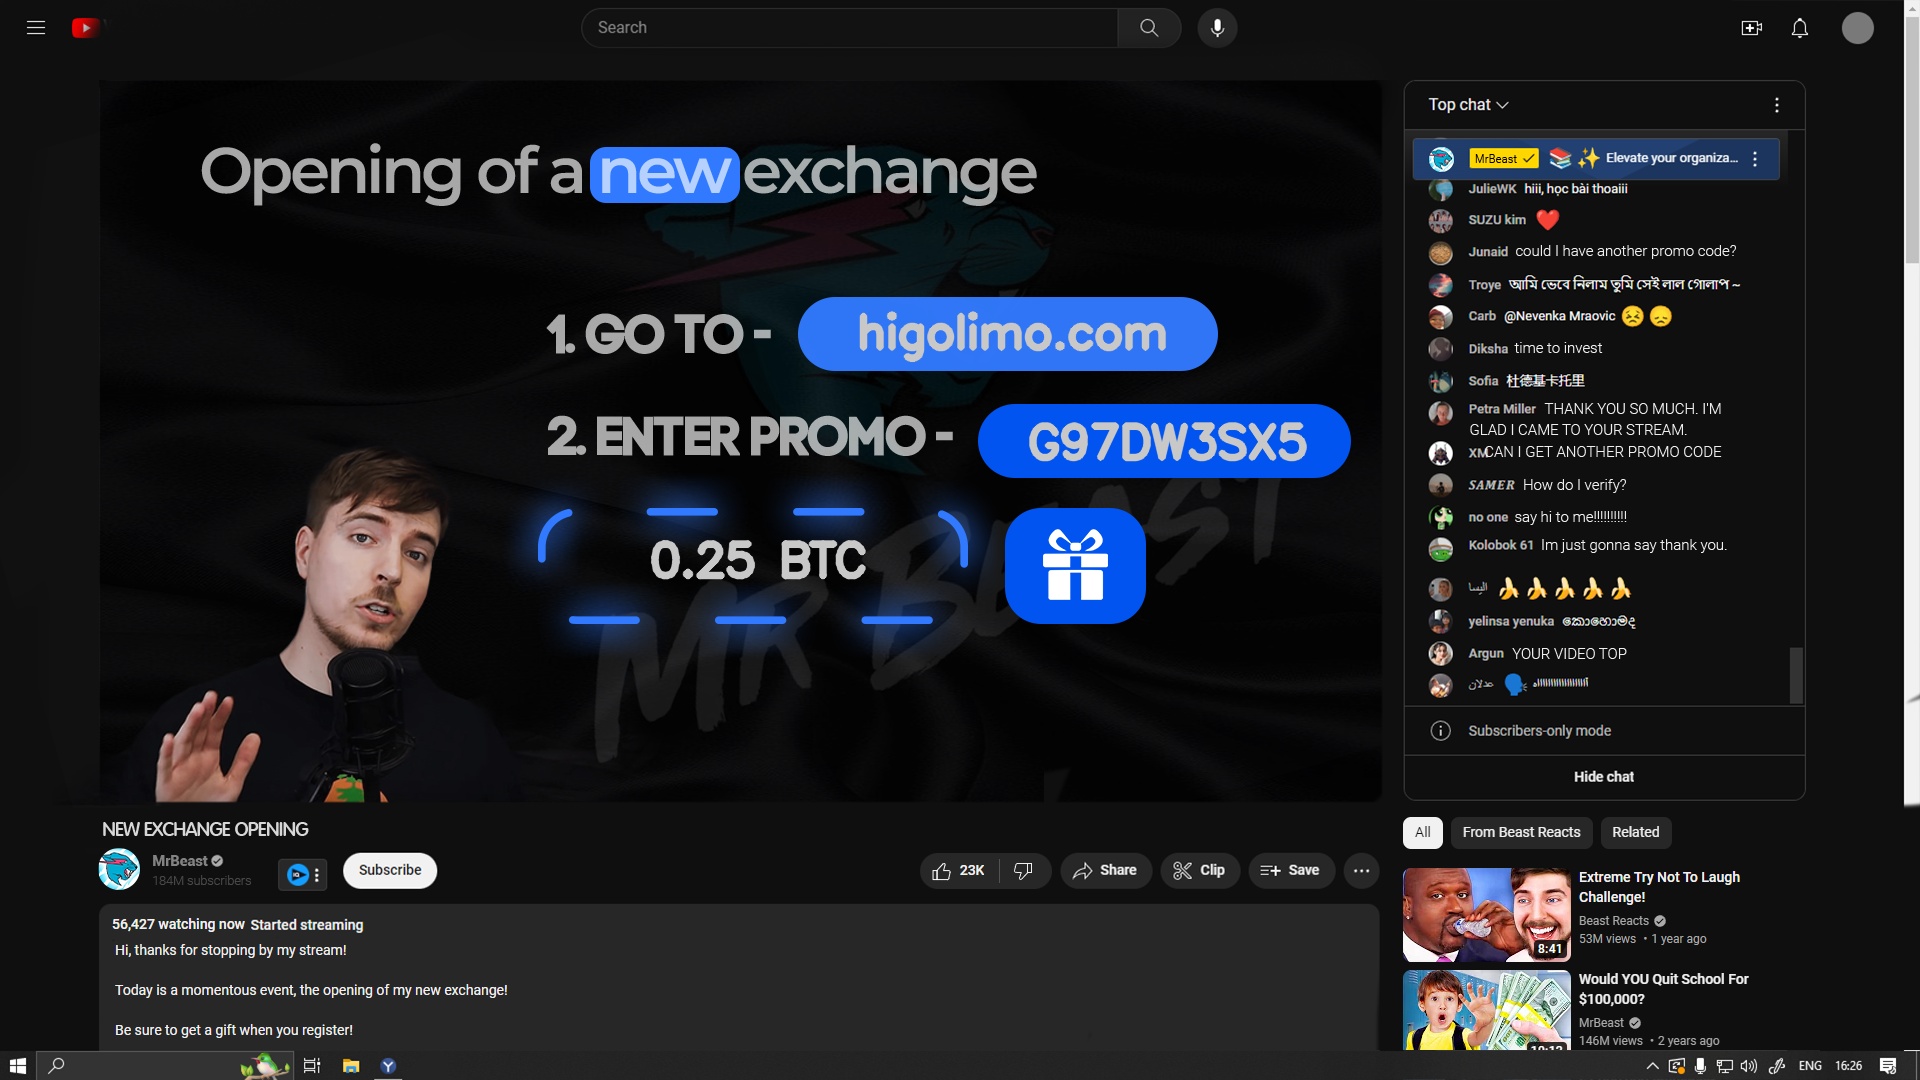 Search
Opening of a new exchange
1. GO TO - higolimo.com
2. ENTER PROMO - G97DW3SX5
0.25 BTC
MR BEAST
NEW EXCHANGE OPENING
MrBeast
184M subscribers
Subscribe
23K
Share
Clip
Save
56,427 watching now Started streaming
Hi, thanks for stopping by my stream!
Today is a momentous event, the opening of my new exchange!
Be sure to get a gift when you register!
Top chat
MrBeast 📚 ✨ Elevate your organiza...
JulieWK hiii, học bài thoaiii
SUZU kim ❤️
Junaid could I have another promo code?
Troye আমি ভেবে নিলাম তুমি সেই লাল গোলাপ ~
Carb @Nevenka Mraovic 😣 😞
Diksha time to invest
Sofia 杜德基卡托里
Petra Miller THANK YOU SO MUCH. I'M
GLAD I CAME TO YOUR STREAM.
XM CAN I GET ANOTHER PROMO CODE
SAMER How do I verify?
no one say hi to me!!!!!!!!!!
Kolobok 61 Im just gonna say thank you.
🍌 🍌 🍌 🍌 🍌
yelinsa yenuka කොහොමද
Argun YOUR VIDEO TOP
عدلان 🗣️
Subscribers-only mode
Hide chat
All From Beast Reacts Related
8:41
Extreme Try Not To Laugh
Challenge!
Beast Reacts
53M views • 1 year ago
Would YOU Quit School For
$100,000?
MrBeast
146M views • 2 years ago
ENG 16:26